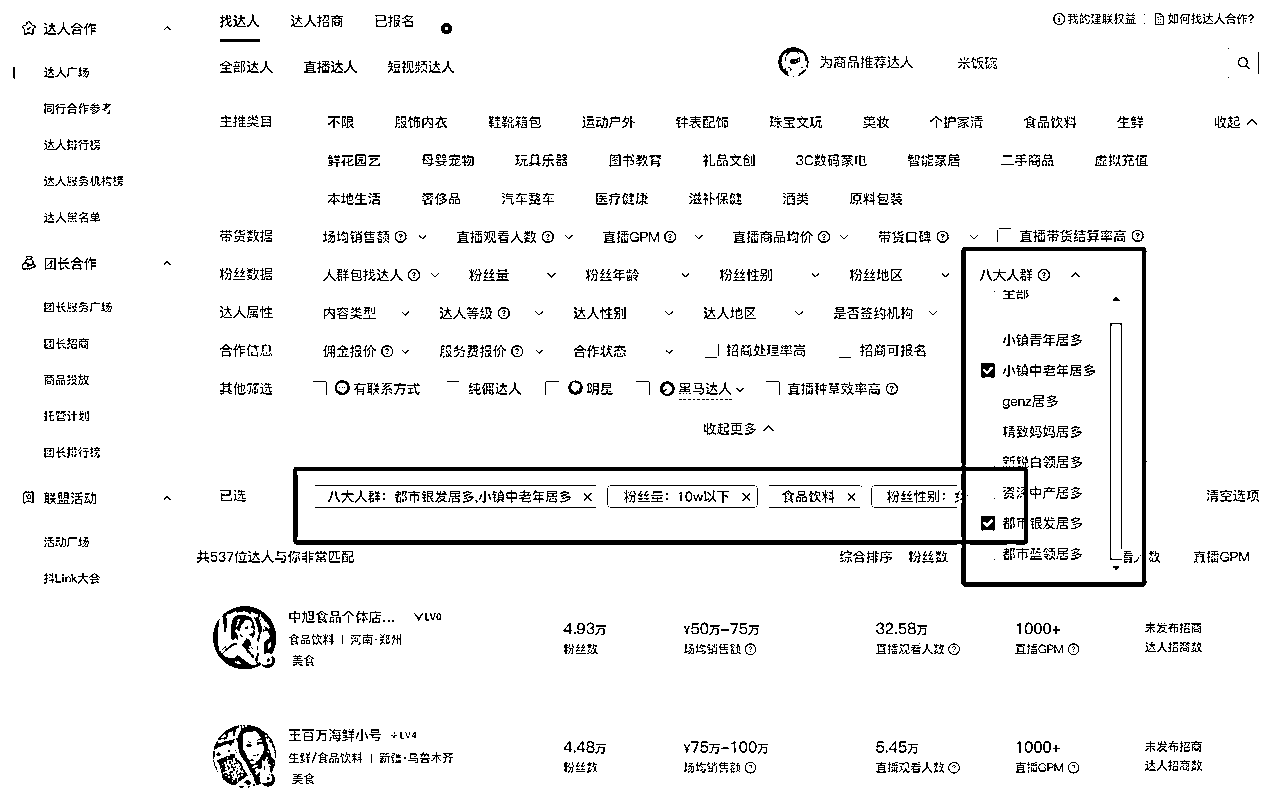 达人合作
找达人 达人招商 已报名
我的建联权益 如何找达人合作?
达人广场
全部达人 直播达人 短视频达人
为商品推荐达人 米饭碗
同行合作参考
达人排行榜
达人服务机构榜
达人黑名单
主推类目 不限 服饰内衣 鞋靴箱包 运动户外 钟表配饰 珠宝文玩 美妆 个护家清 食品饮料 生鲜 收起
鲜花园艺 母婴宠物 玩具乐器 图书教育 礼品文创 3C数码家电 智能家居 二手商品 虚拟充值
本地生活 奢侈品 汽车整车 医疗健康 滋补保健 酒类 原料包装
带货数据 场均销售额 直播观看人数 直播GPM 直播商品均价 带货口碑 直播带货结算率高
团长合作
粉丝数据 人群包找达人 粉丝量 粉丝年龄 粉丝性别 粉丝地区 八大人群
全部
小镇青年居多
小镇中老年居多
genz居多
精致妈妈居多
新锐白领居多
资深中产居多
都市银发居多
都市蓝领居多
团长服务广场
达人属性 内容类型 达人等级 达人性别 达人地区 是否签约机构
团长招商
合作信息 佣金报价 服务费报价 合作状态 招商处理率高 招商可报名
商品投放
其他筛选 有联系方式 纯佣达人 明星 黑马达人 直播种草效率高
托管计划
收起更多
团长排行榜
联盟活动
已选 八大人群：都市银发居多,小镇中老年居多 × 粉丝量：10w以下 × 食品饮料 × 粉丝性别： 清空选项
活动广场
抖Link大会
共537位达人与你非常匹配
综合排序 粉丝数 看人数 直播GPM
中旭食品个体店... LV0
食品饮料 | 河南·郑州
美食
4.93万 ¥50万-75万 32.58万 1000+ 未发布招商
粉丝数 场均销售额 直播观看人数 直播GPM 达人招商数
王百万海鲜小号 LV4
生鲜/食品饮料 | 新疆·乌鲁木齐
美食
4.48万 ¥75万-100万 5.45万 1000+ 未发布招商
粉丝数 场均销售额 直播观看人数 直播GPM 达人招商数